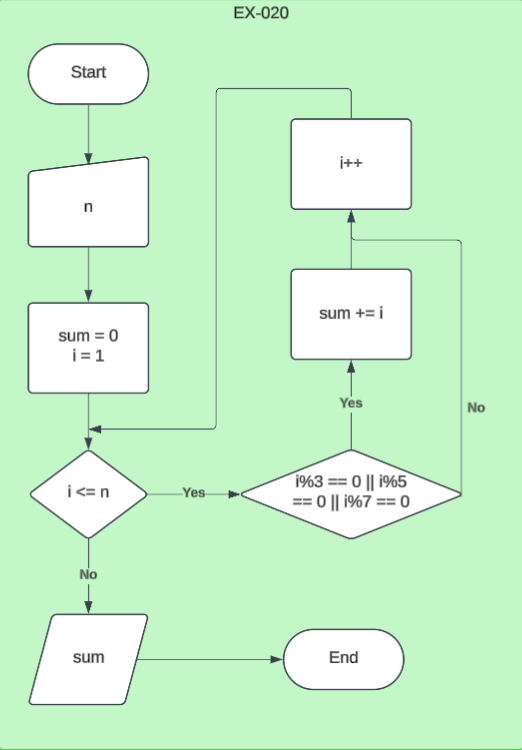 EX-020
Start
n
sum = 0
i = 1
i <= n
Yes
i%3 == 0 || i%5
== 0 || i%7 == 0
Yes
sum += i
No
i++
No
sum
End